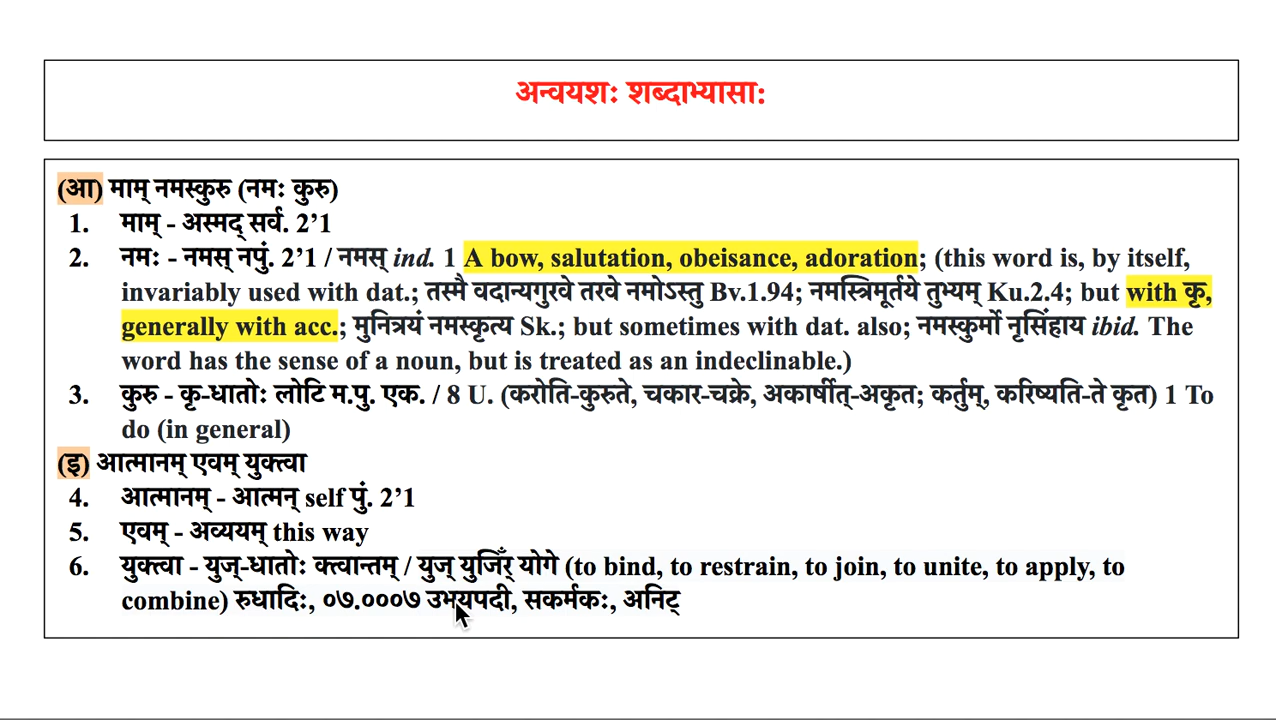 अन्वयशः शब्दाभ्यासा:
(आ) माम् नमस्कुरु (नमः कुरु)
1. माम् - अस्मद् सर्व. 2’1
2. नमः - नमस् नपुं. 2’1 / नमस् ind. 1 A bow, salutation, obeisance, adoration; (this word is, by itself,
invariably used with dat.; तस्मै वदान्यगुरवे तरवे नमोऽस्तु Bv.1.94; नमस्त्रिमूर्तये तुभ्यम् Ku.2.4; but with कृ,
generally with acc.; मुनित्रयं नमस्कृत्य Sk.; but sometimes with dat. also; नमस्कुर्मो नृसिंहाय ibid. The
word has the sense of a noun, but is treated as an indeclinable.)
3. कुरु - कृ-धातोः लोटि म.पु. एक. / 8 U. (करोति-कुरुते, चकार-चक्रे, अकार्षीत्-अकृत; कर्तुम्, करिष्यति-ते कृत) 1 To
do (in general)
(इ) आत्मानम् एवम् युक्त्वा
4. आत्मानम् - आत्मन् self पुं. 2’1
5. एवम् - अव्ययम् this way
6. युक्त्वा - युज्-धातोः क्त्वान्तम् / युज् युजिँर् योगे (to bind, to restrain, to join, to unite, to apply, to
combine) रुधादिः, ०७.०००७ उभयपदी, सकर्मकः, अनिट्